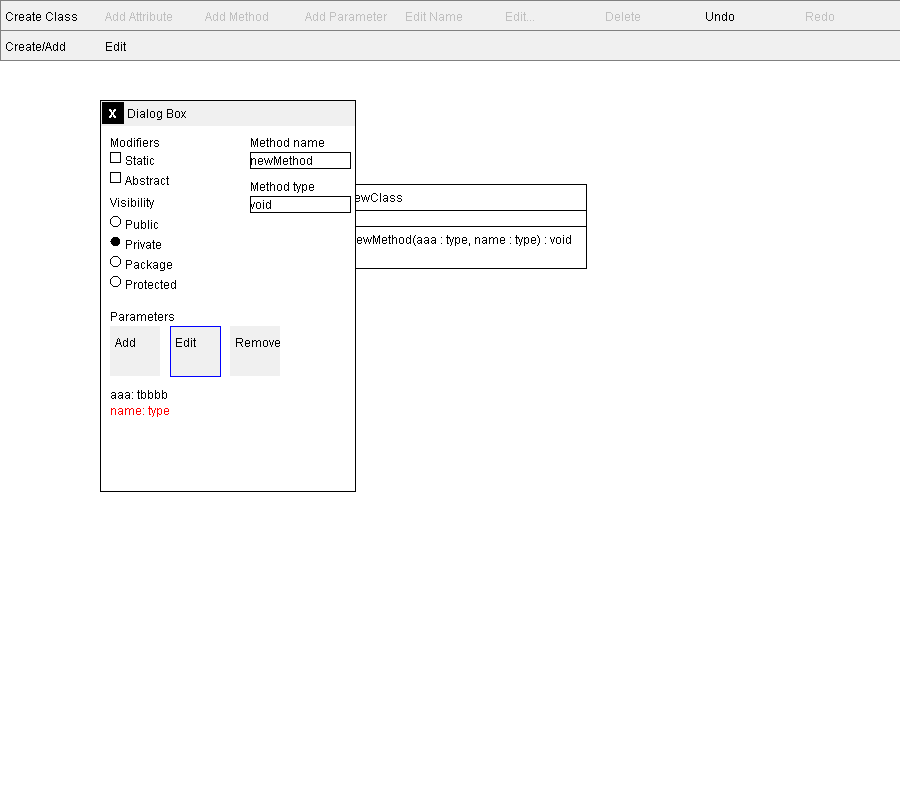 Create Class Add Attribute Add Method Add Parameter Edit Name Edit... Delete Undo Redo
Create/Add Edit
X Dialog Box
Modifiers
Static
Abstract
Visibility
Public
Private
Package
Protected
Method name
newMethod
Method type
void
Parameters
Add Edit Remove
aaa: tbbbb
name: type
ewClass
ewMethod(aaa : type, name : type) : void